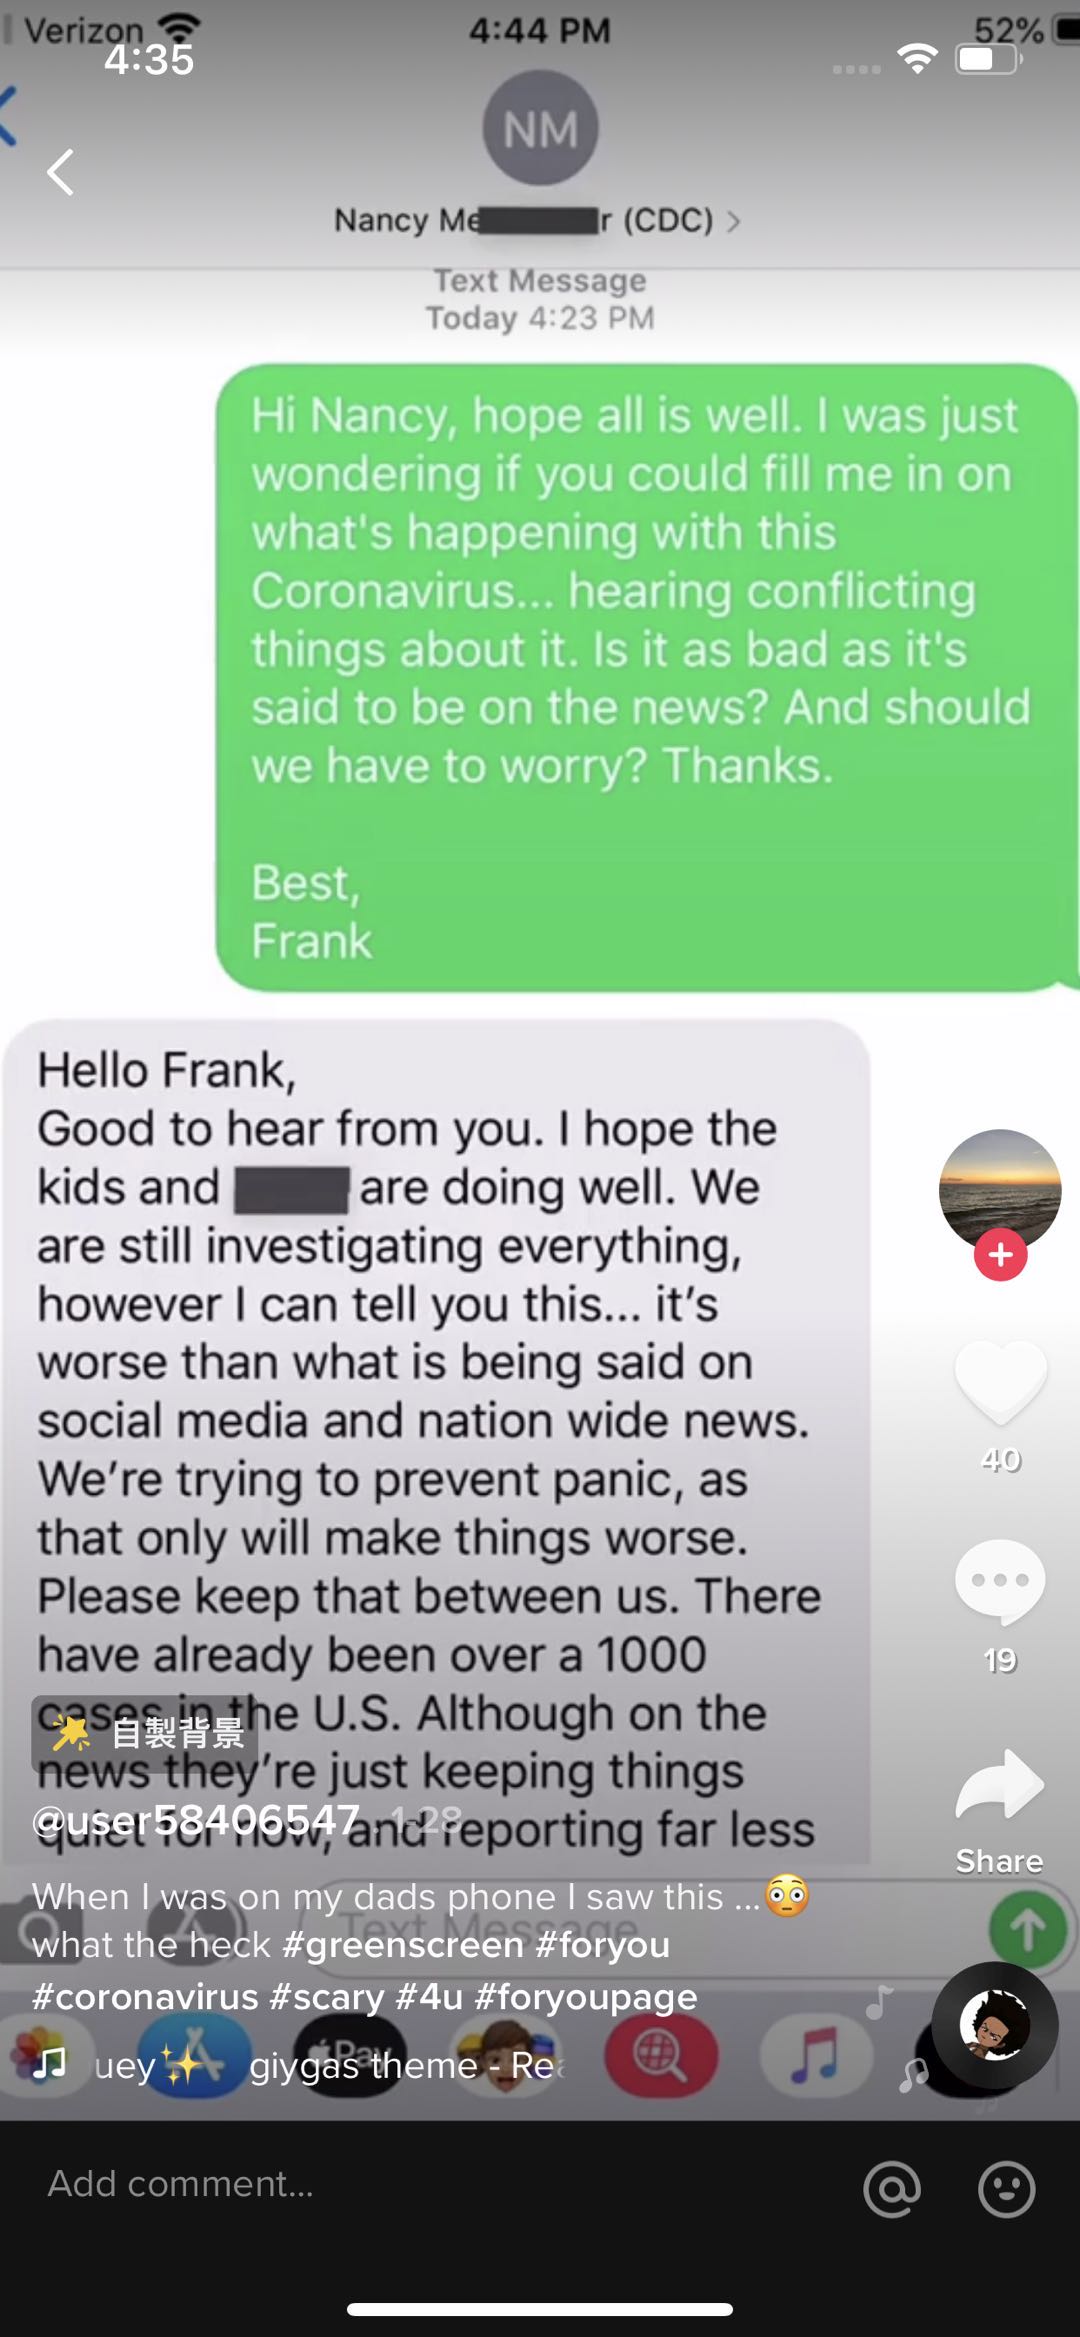 Verizon
4:44 PM
52%
4:35
NM
Nancy Me r (CDC)
Text Message
Today 4:23 PM
Hi Nancy, hope all is well. I was just
wondering if you could fill me in on
what's happening with this
Coronavirus... hearing conflicting
things about it. Is it as bad as it's
said to be on the news? And should
we have to worry? Thanks.
Best,
Frank
Hello Frank,
Good to hear from you. I hope the
kids and are doing well. We
are still investigating everything,
however I can tell you this... it's
worse than what is being said on
social media and nation wide news.
We're trying to prevent panic, as
that only will make things worse.
Please keep that between us. There
have already been over a 1000
cases in the U.S. Although on the
news they're just keeping things
quiet for now, and reporting far less
40
19
Share
自製背景
@user58406547 · 1-28
When I was on my dads phone I saw this ...😳
what the heck #greenscreen #foryou
#coronavirus #scary #4u #foryoupage
uey✨ giygas theme - Rea
Text Message
Pay
Add comment...